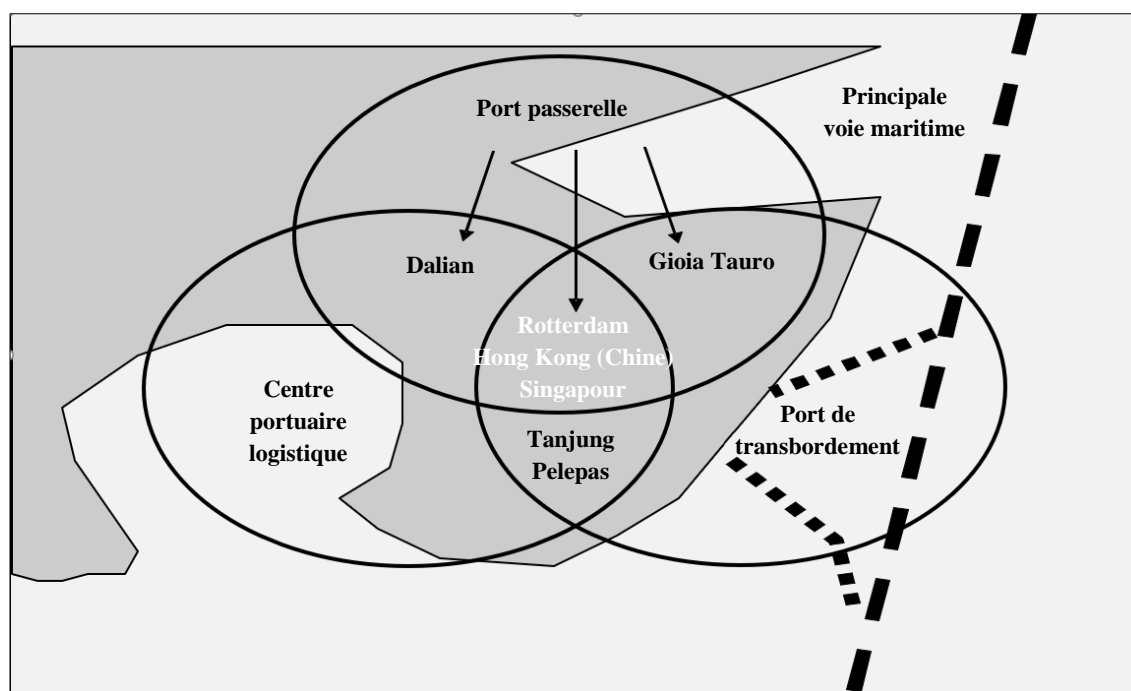 Port passerelle
Principale
voie maritime
Dalian
Gioia Tauro
Rotterdam
Hong Kong (Chine)
Singapour
Centre
portuaire
logistique
Tanjung
Pelepas
Port de
transbordement